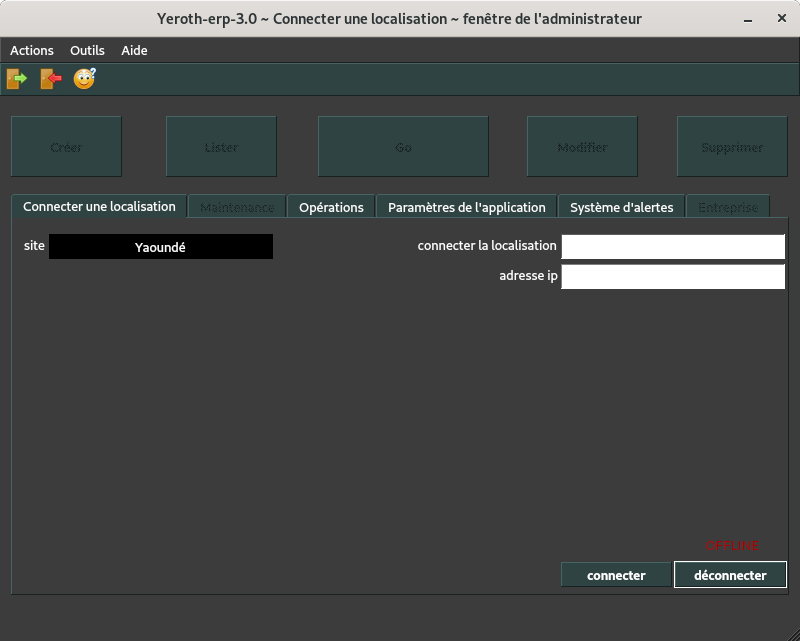 Yeroth-erp-3.0 ~ Connecter une localisation ~ fenêtre de l'administrateur
Actions Outils Aide
Créer Lister Go Modifier Supprimer
Connecter une localisation Maintenance Opérations Paramètres de l'application Système d'alertes Entreprise
site Yaoundé connecter la localisation
adresse ip
OFFLINE
connecter déconnecter